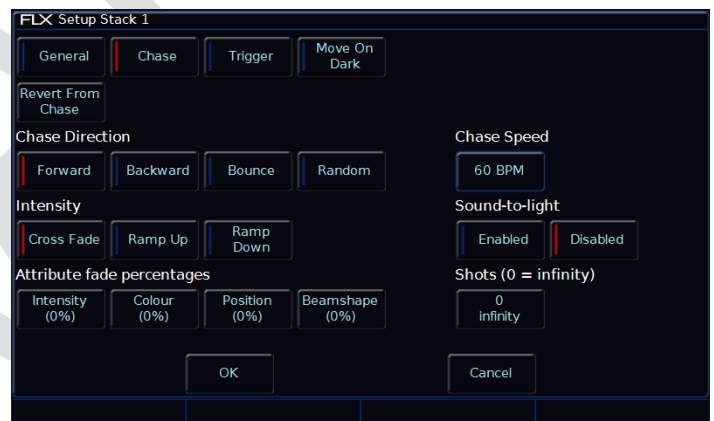 FLX Setup Stack 1
General Chase Trigger Move On Dark
Revert From Chase
Chase Direction Chase Speed
Forward Backward Bounce Random 60 BPM
Intensity Sound-to-light
Cross Fade Ramp Up Ramp Down Enabled Disabled
Attribute fade percentages Shots (0 = infinity)
Intensity (0%) Colour (0%) Position (0%) Beamshape (0%) 0 infinity
OK Cancel